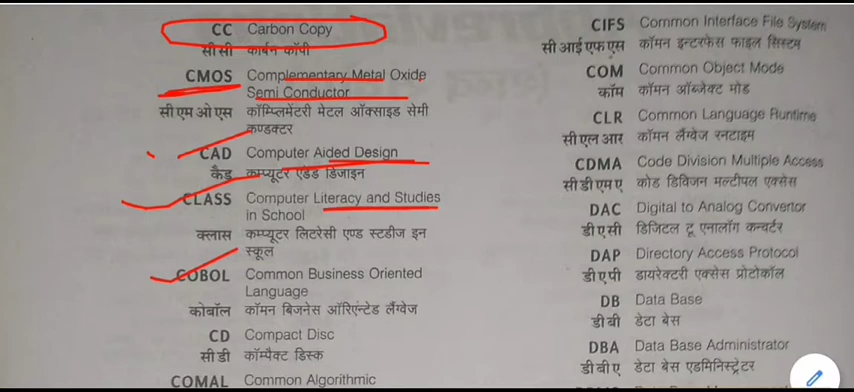 CC Carbon Copy
सी सी कार्बन कॉपी
CMOS Complementary Metal Oxide
Semi Conductor
सी एम ओ एस कॉम्प्लिमेंटरी मेटल ऑक्साइड सेमी
कण्डक्टर
CAD Computer Aided Design
कैड कम्प्यूटर एडेड डिजाइन
CLASS Computer Literacy and Studies
in School
क्लास कम्प्यूटर लिटरेसी एण्ड स्टडीज इन
स्कूल
COBOL Common Business Oriented
Language
कोबॉल कॉमन बिजनेस ऑरिएन्टेड लैंग्वेज
CD Compact Disc
सी डी कॉम्पैक्ट डिस्क
COMAL Common Algorithmic
CIFS Common Interface File System
सी आई एफ एस कॉमन इन्टरफेस फाइल सिस्टम
COM Common Object Mode
कॉम कॉमन ऑब्जेक्ट मोड
CLR Common Language Runtime
सी एल आर कॉमन लैंग्वेज रनटाइम
CDMA Code Division Multiple Access
सी डी एम ए कोड डिविजन मल्टीपल एक्सेस
DAC Digital to Analog Convertor
डी ए सी डिजिटल टू एनालॉग कन्वर्टर
DAP Directory Access Protocol
डी ए पी डायरेक्टरी एक्सेस प्रोटोकॉल
DB Data Base
डी बी डेटा बेस
DBA Data Base Administrator
डी बी ए डेटा बेस एडमिनिस्ट्रेटर